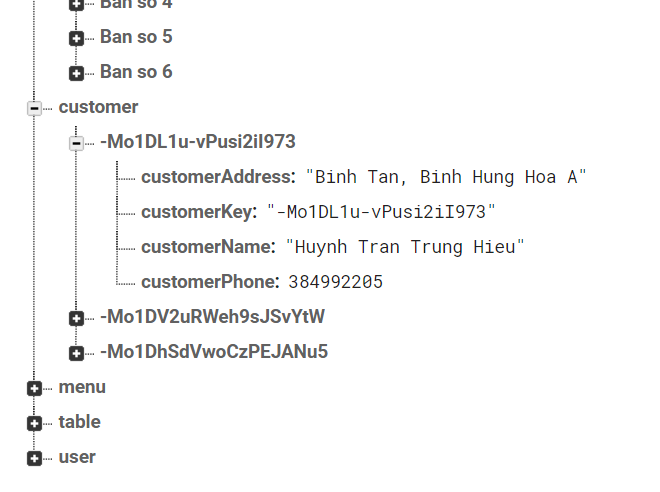 Ban so 4
Ban so 5
Ban so 6
customer
-Mo1DL1u-vPusi2iI973
customerAddress: "Binh Tan, Binh Hung Hoa A"
customerKey: "-Mo1DL1u-vPusi2iI973"
customerName: "Huynh Tran Trung Hieu"
customerPhone: 384992205
-Mo1DV2uRWeh9sJSvYtW
-Mo1DhSdVwoCzPEJANu5
menu
table
user